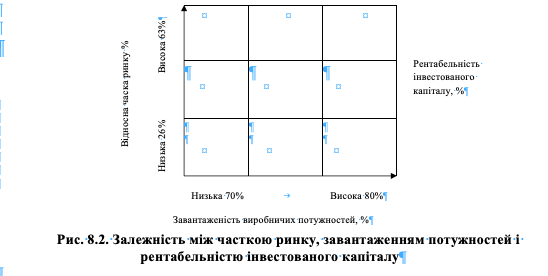 Відносна часка ринку %
Висока 63%
Низька 26%
Рентабельність
інвестованого
капіталу, %
Низька 70%
Висока 80%
Завантаженість виробничих потужностей, %
Рис. 8.2. Залежність між часткою ринку, завантаженням потужностей і
рентабельністю інвестованого капіталу